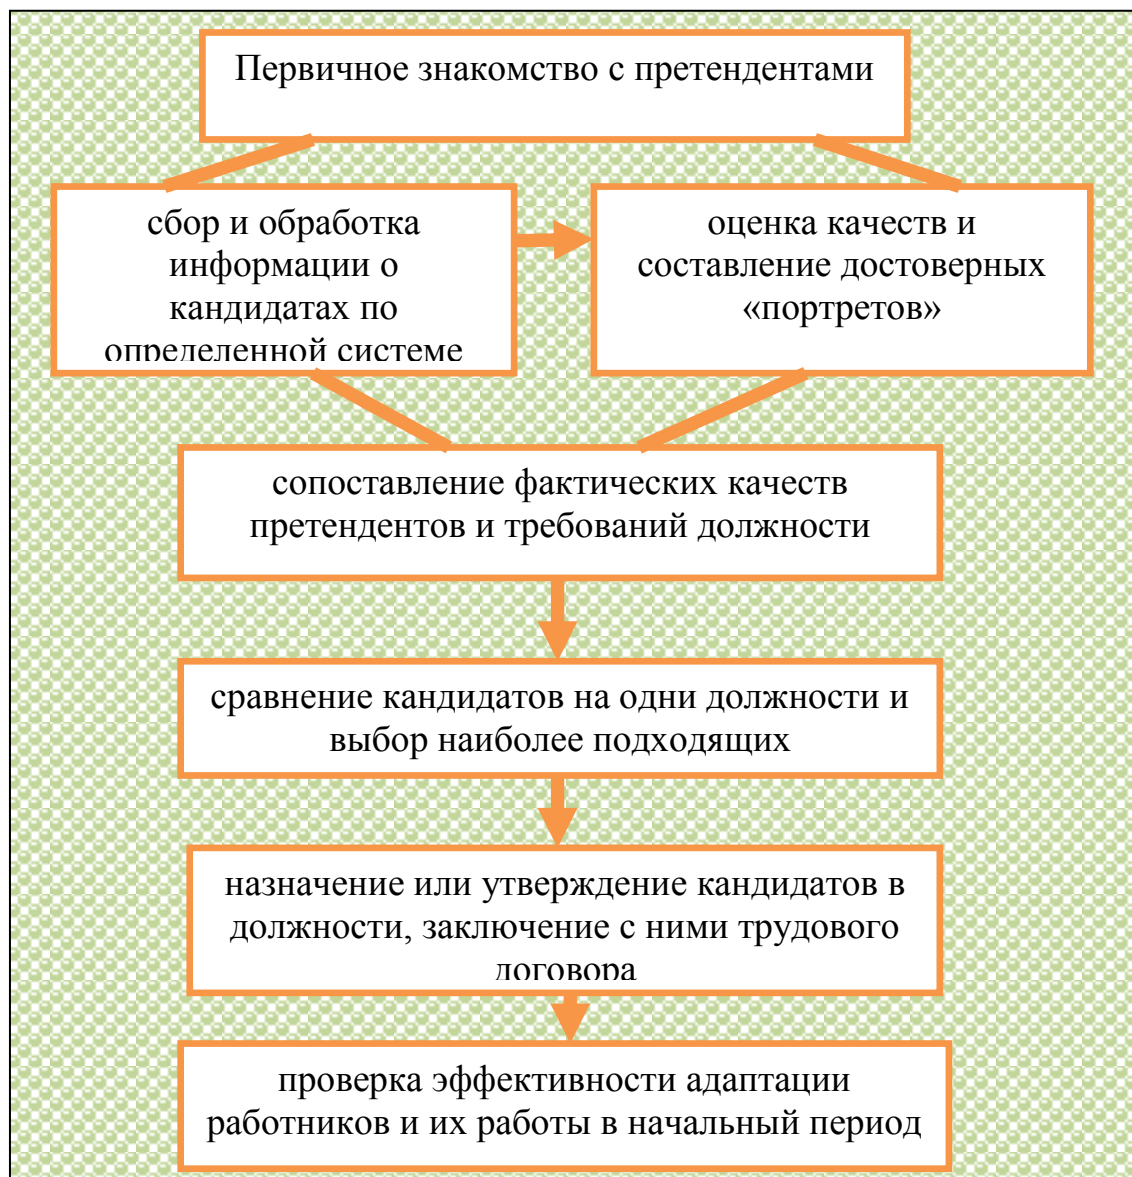 Первичное знакомство с претендентами
сбор и обработка
информации о
кандидатах по
определенной системе
оценка качеств и
составление достоверных
«портретов»
сопоставление фактических качеств
претендентов и требований должности
сравнение кандидатов на одни должности и
выбор наиболее подходящих
назначение или утверждение кандидатов в
должности, заключение с ними трудового
договора
проверка эффективности адаптации
работников и их работы в начальный период